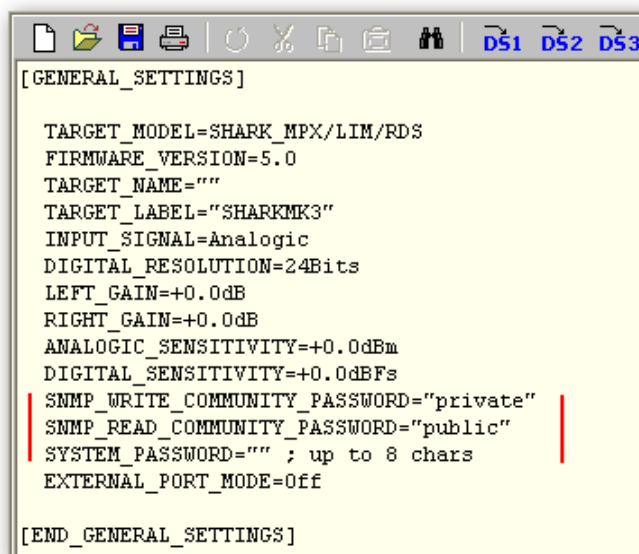 DS1 DS2 DS3
[GENERAL_SETTINGS]
TARGET_MODEL=SHARK_MPX/LIM/RDS
FIRMWARE_VERSION=5.0
TARGET_NAME=""
TARGET_LABEL="SHARKMK3"
INPUT_SIGNAL=Analogic
DIGITAL_RESOLUTION=24Bits
LEFT_GAIN=+0.0dB
RIGHT_GAIN=+0.0dB
ANALOGIC_SENSITIVITY=+0.0dBm
DIGITAL_SENSITIVITY=+0.0dBFs
SNMP_WRITE_COMMUNITY_PASSWORD="private"
SNMP_READ_COMMUNITY_PASSWORD="public"
SYSTEM_PASSWORD="" ; up to 8 chars
EXTERNAL_PORT_MODE=Off
[END_GENERAL_SETTINGS]